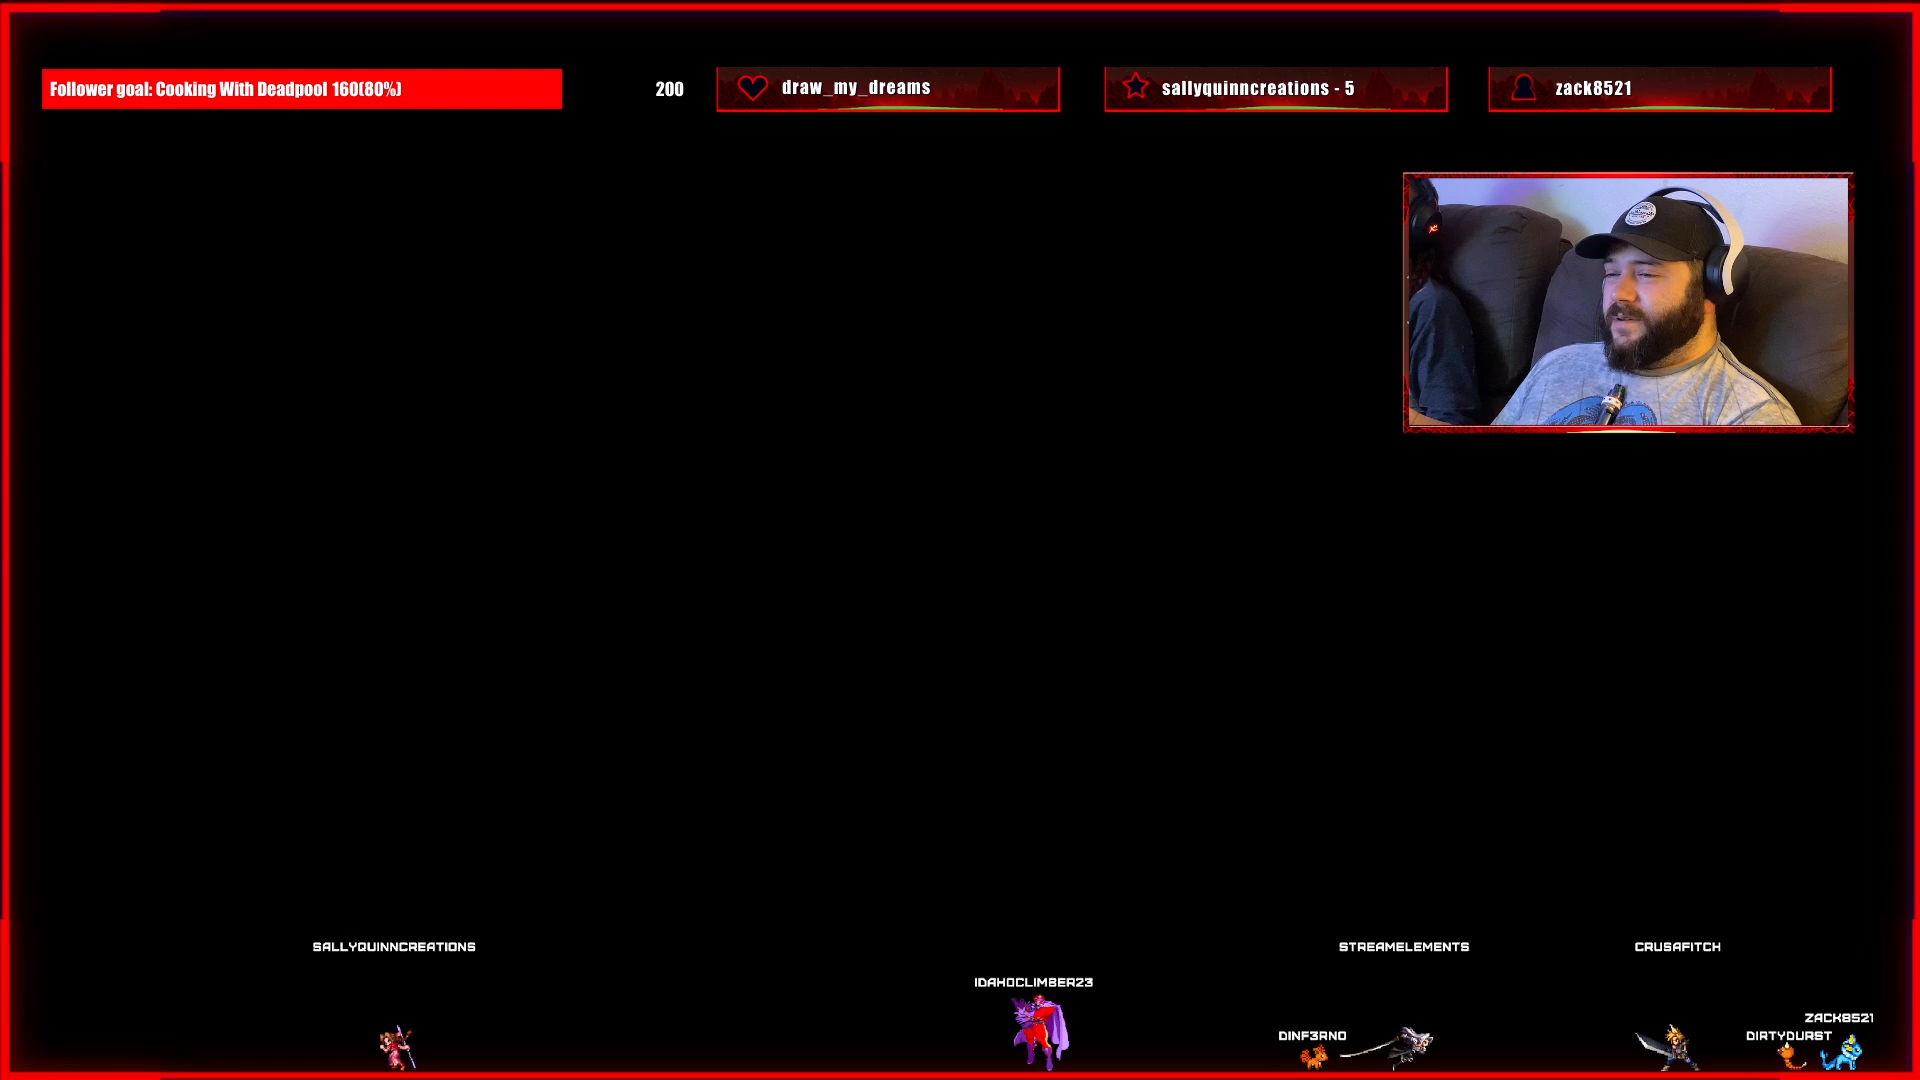 Follower goal: Cooking With Deadpool 160(80%)
200
draw_my_dreams
sallyquinncreations - 5
zack8521
SALLYQUINNCREATIONS
STREAMELEMENTS
CRUSAFITCH
IDAHOCLIMBER23
ZACK8521
DINF3RNO
DIRTYDURST